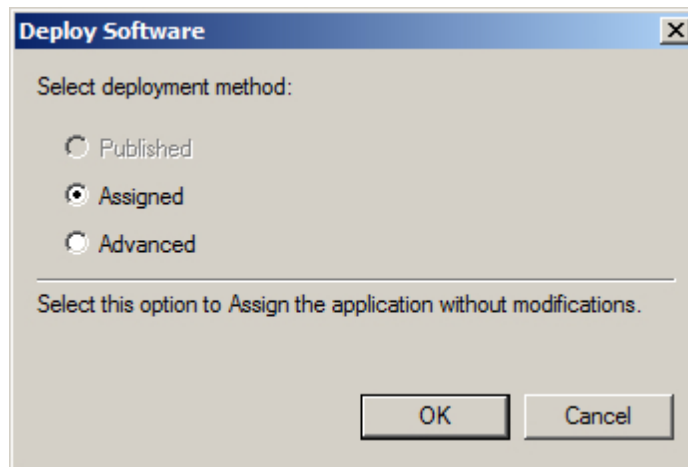 Deploy Software
Select deployment method:
Published
Assigned
Advanced
Select this option to Assign the application without modifications.
OK Cancel